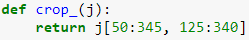 def crop_(j):
    return j[50:345, 125:340]